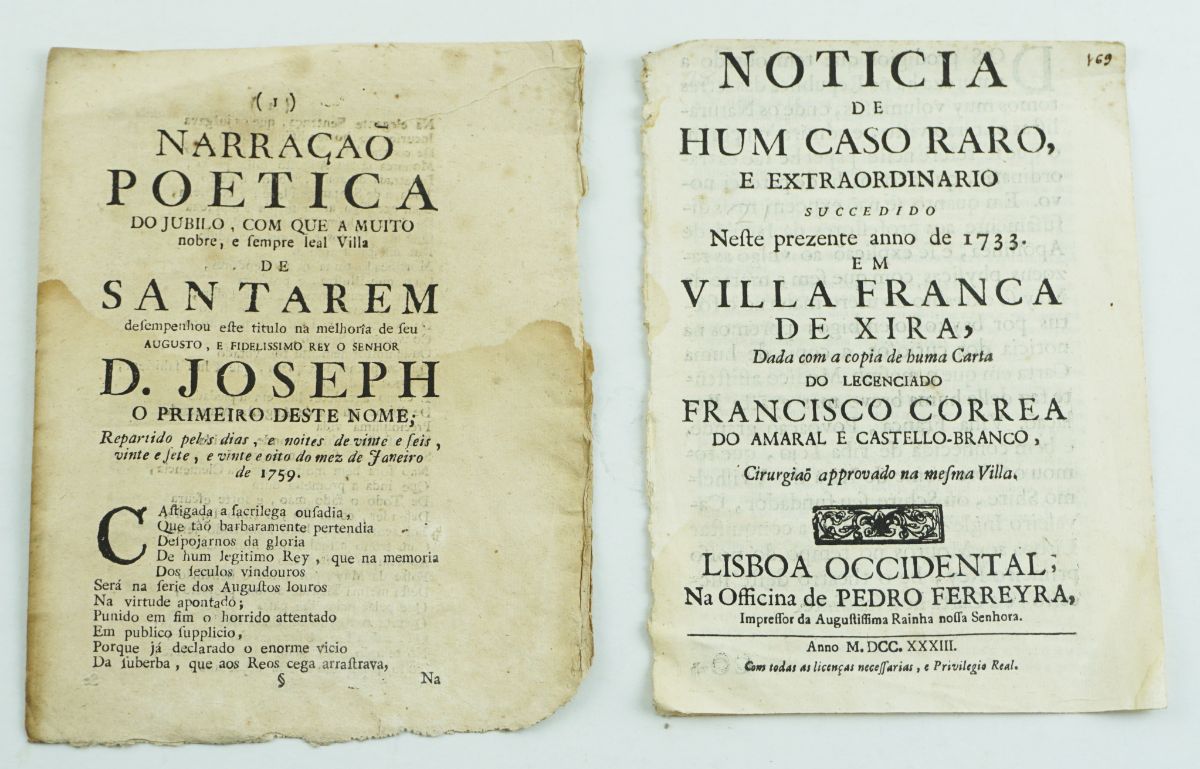 ( 1 )
NARRAÇAÕ
POETICA
DO JUBILO, COM QUE A MUITO
nobre, e ſempre leal Villa
DE
SANTAREM
deſempenhou eſte titulo na melhoria de ſeu
AUGUSTO, E FIDELISSIMO REY O SENHOR
D. JOSEPH
O PRIMEIRO DESTE NOME;
Repartido pelos dias, e noites de vinte e ſeis,
vinte e ſete, e vinte e oito do mez de Janeiro
de 1759.
CAſtigada a ſacrilega ouſadia,
Que taõ barbaramente pertendia
Deſpojarnos da gloria
De hum legitimo Rey, que na memoria
Dos ſeculos vindouros
Será na ſerie dos Auguſtos louros
Na virtude apontado;
Punido em fim o horrido attentado
Em publico ſupplicio,
Porque já declarado o enorme vicio
Da ſuberba, que aos Reos cega arraſtrava,
§ Na
169
NOTICIA
DE
HUM CASO RARO,
E EXTRAORDINARIO
SUCCEDIDO
Neſte prezente anno de 1733.
EM
VILLA FRANCA
DE XIRA,
Dada com a copia de huma Carta
DO LECENCIADO
FRANCISCO CORREA
DO AMARAL E CASTELLO-BRANCO,
Cirurgiaõ approvado na meſma Villa.
LISBOA OCCIDENTAL;
Na Officina de PEDRO FERREYRA,
Impreſſor da Auguſtiſſima Rainha noſſa Senhora.
Anno M. DCC. XXXIII.
Com todas as licenças neceſſarias, e Privilegio Real.